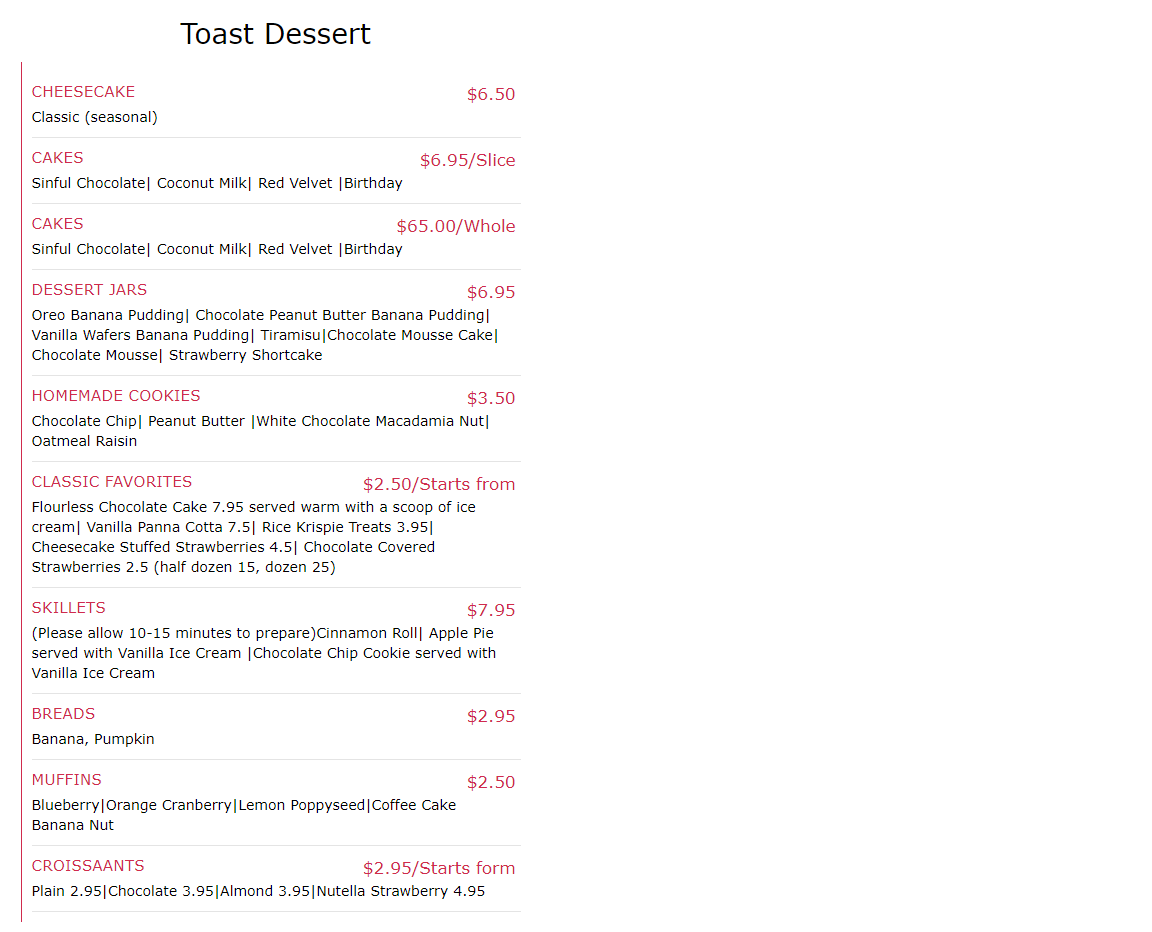 Toast Dessert
CHEESECAKE $6.50
Classic (seasonal)
CAKES $6.95/Slice
Sinful Chocolate| Coconut Milk| Red Velvet |Birthday
CAKES $65.00/Whole
Sinful Chocolate| Coconut Milk| Red Velvet |Birthday
DESSERT JARS $6.95
Oreo Banana Pudding| Chocolate Peanut Butter Banana Pudding|
Vanilla Wafers Banana Pudding| Tiramisu|Chocolate Mousse Cake|
Chocolate Mousse| Strawberry Shortcake
HOMEMADE COOKIES $3.50
Chocolate Chip| Peanut Butter |White Chocolate Macadamia Nut|
Oatmeal Raisin
CLASSIC FAVORITES $2.50/Starts from
Flourless Chocolate Cake 7.95 served warm with a scoop of ice
cream| Vanilla Panna Cotta 7.5| Rice Krispie Treats 3.95|
Cheesecake Stuffed Strawberries 4.5| Chocolate Covered
Strawberries 2.5 (half dozen 15, dozen 25)
SKILLETS $7.95
(Please allow 10-15 minutes to prepare)Cinnamon Roll| Apple Pie
served with Vanilla Ice Cream |Chocolate Chip Cookie served with
Vanilla Ice Cream
BREADS $2.95
Banana, Pumpkin
MUFFINS $2.50
Blueberry|Orange Cranberry|Lemon Poppyseed|Coffee Cake
Banana Nut
CROISSAANTS $2.95/Starts form
Plain 2.95|Chocolate 3.95|Almond 3.95|Nutella Strawberry 4.95